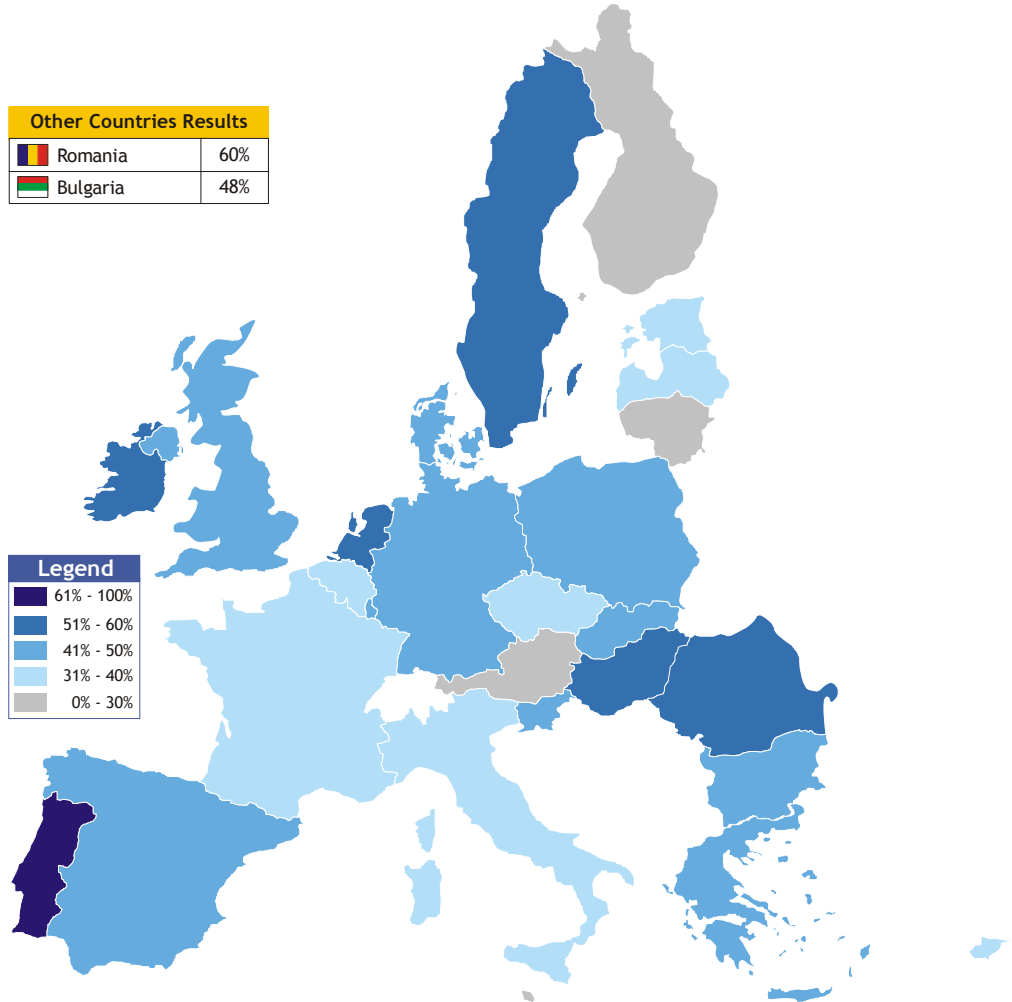 Other Countries Results
Romania 60%
Bulgaria 48%
Legend
61% - 100%
51% - 60%
41% - 50%
31% - 40%
0% - 30%